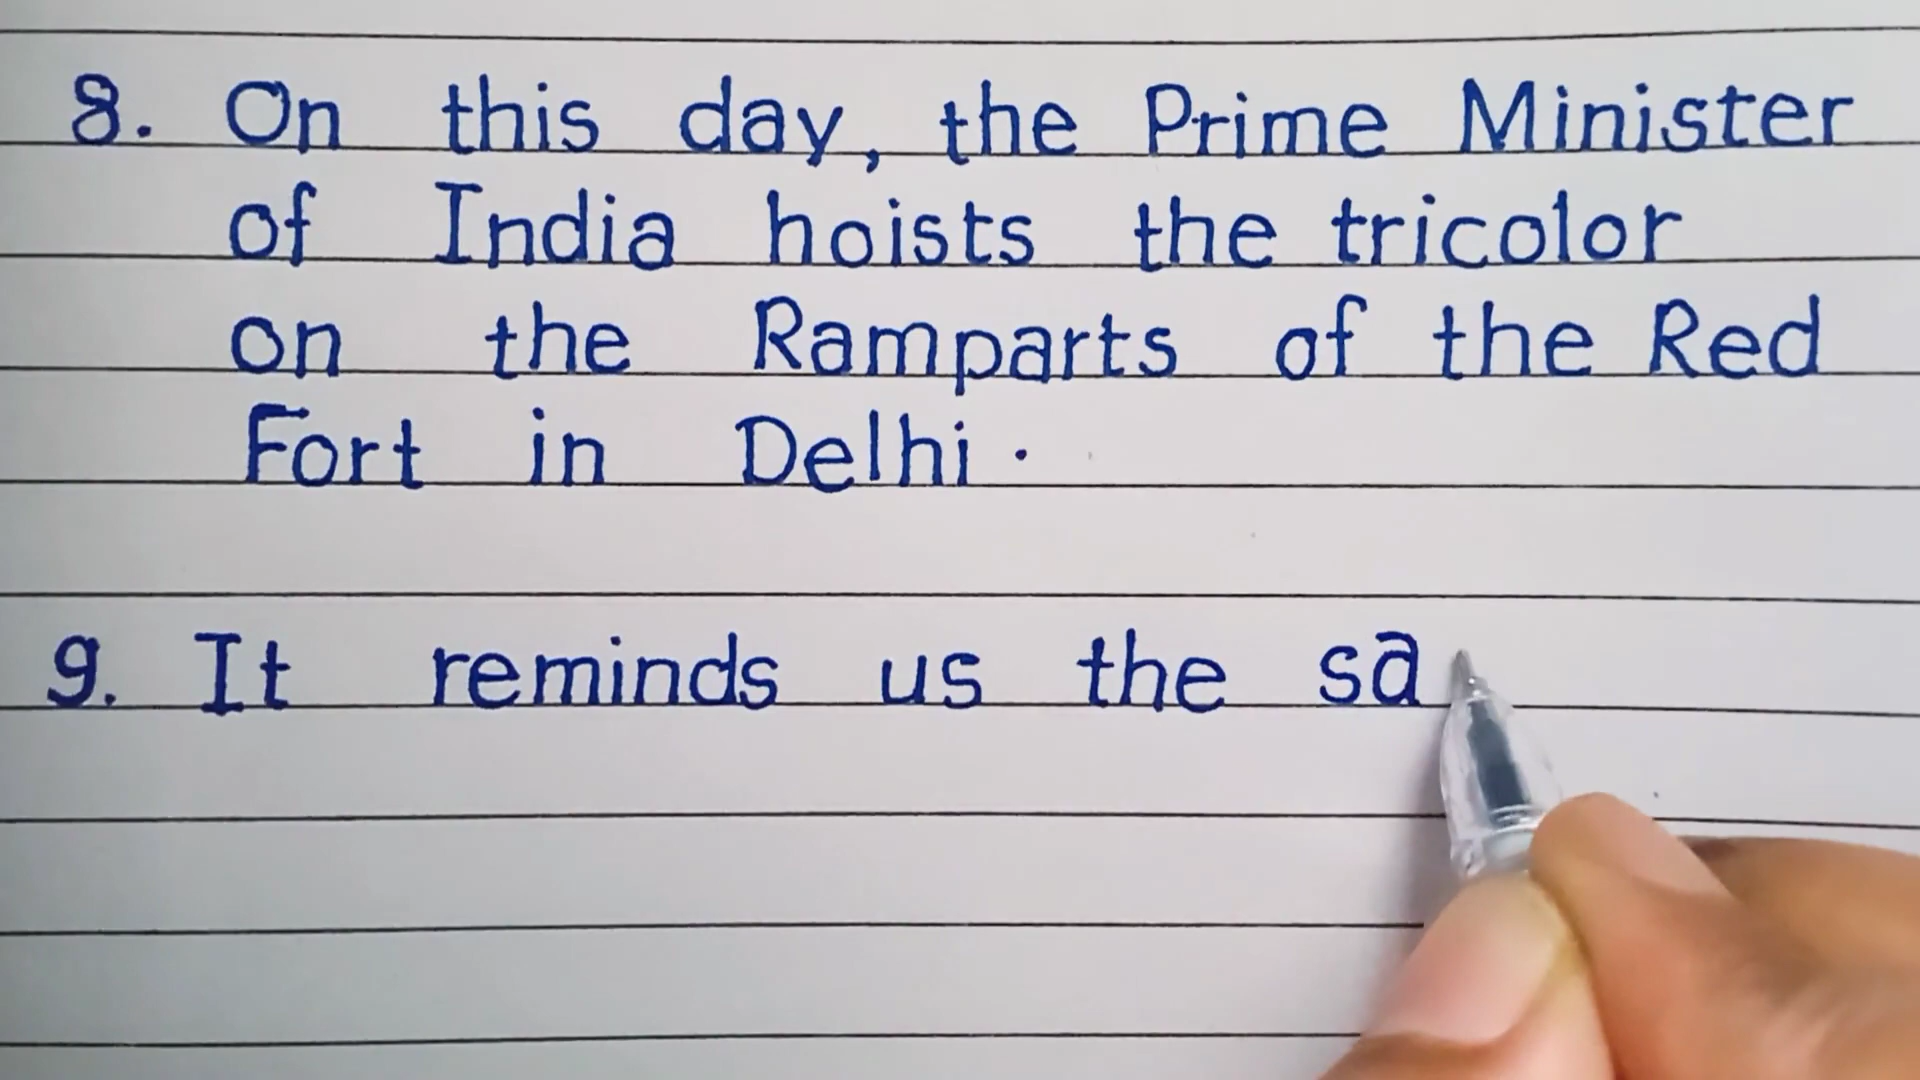 8. On this day, the Prime Minister
of India hoists the tricolor
on the Ramparts of the Red
Fort in Delhi.
9. It reminds us the sa